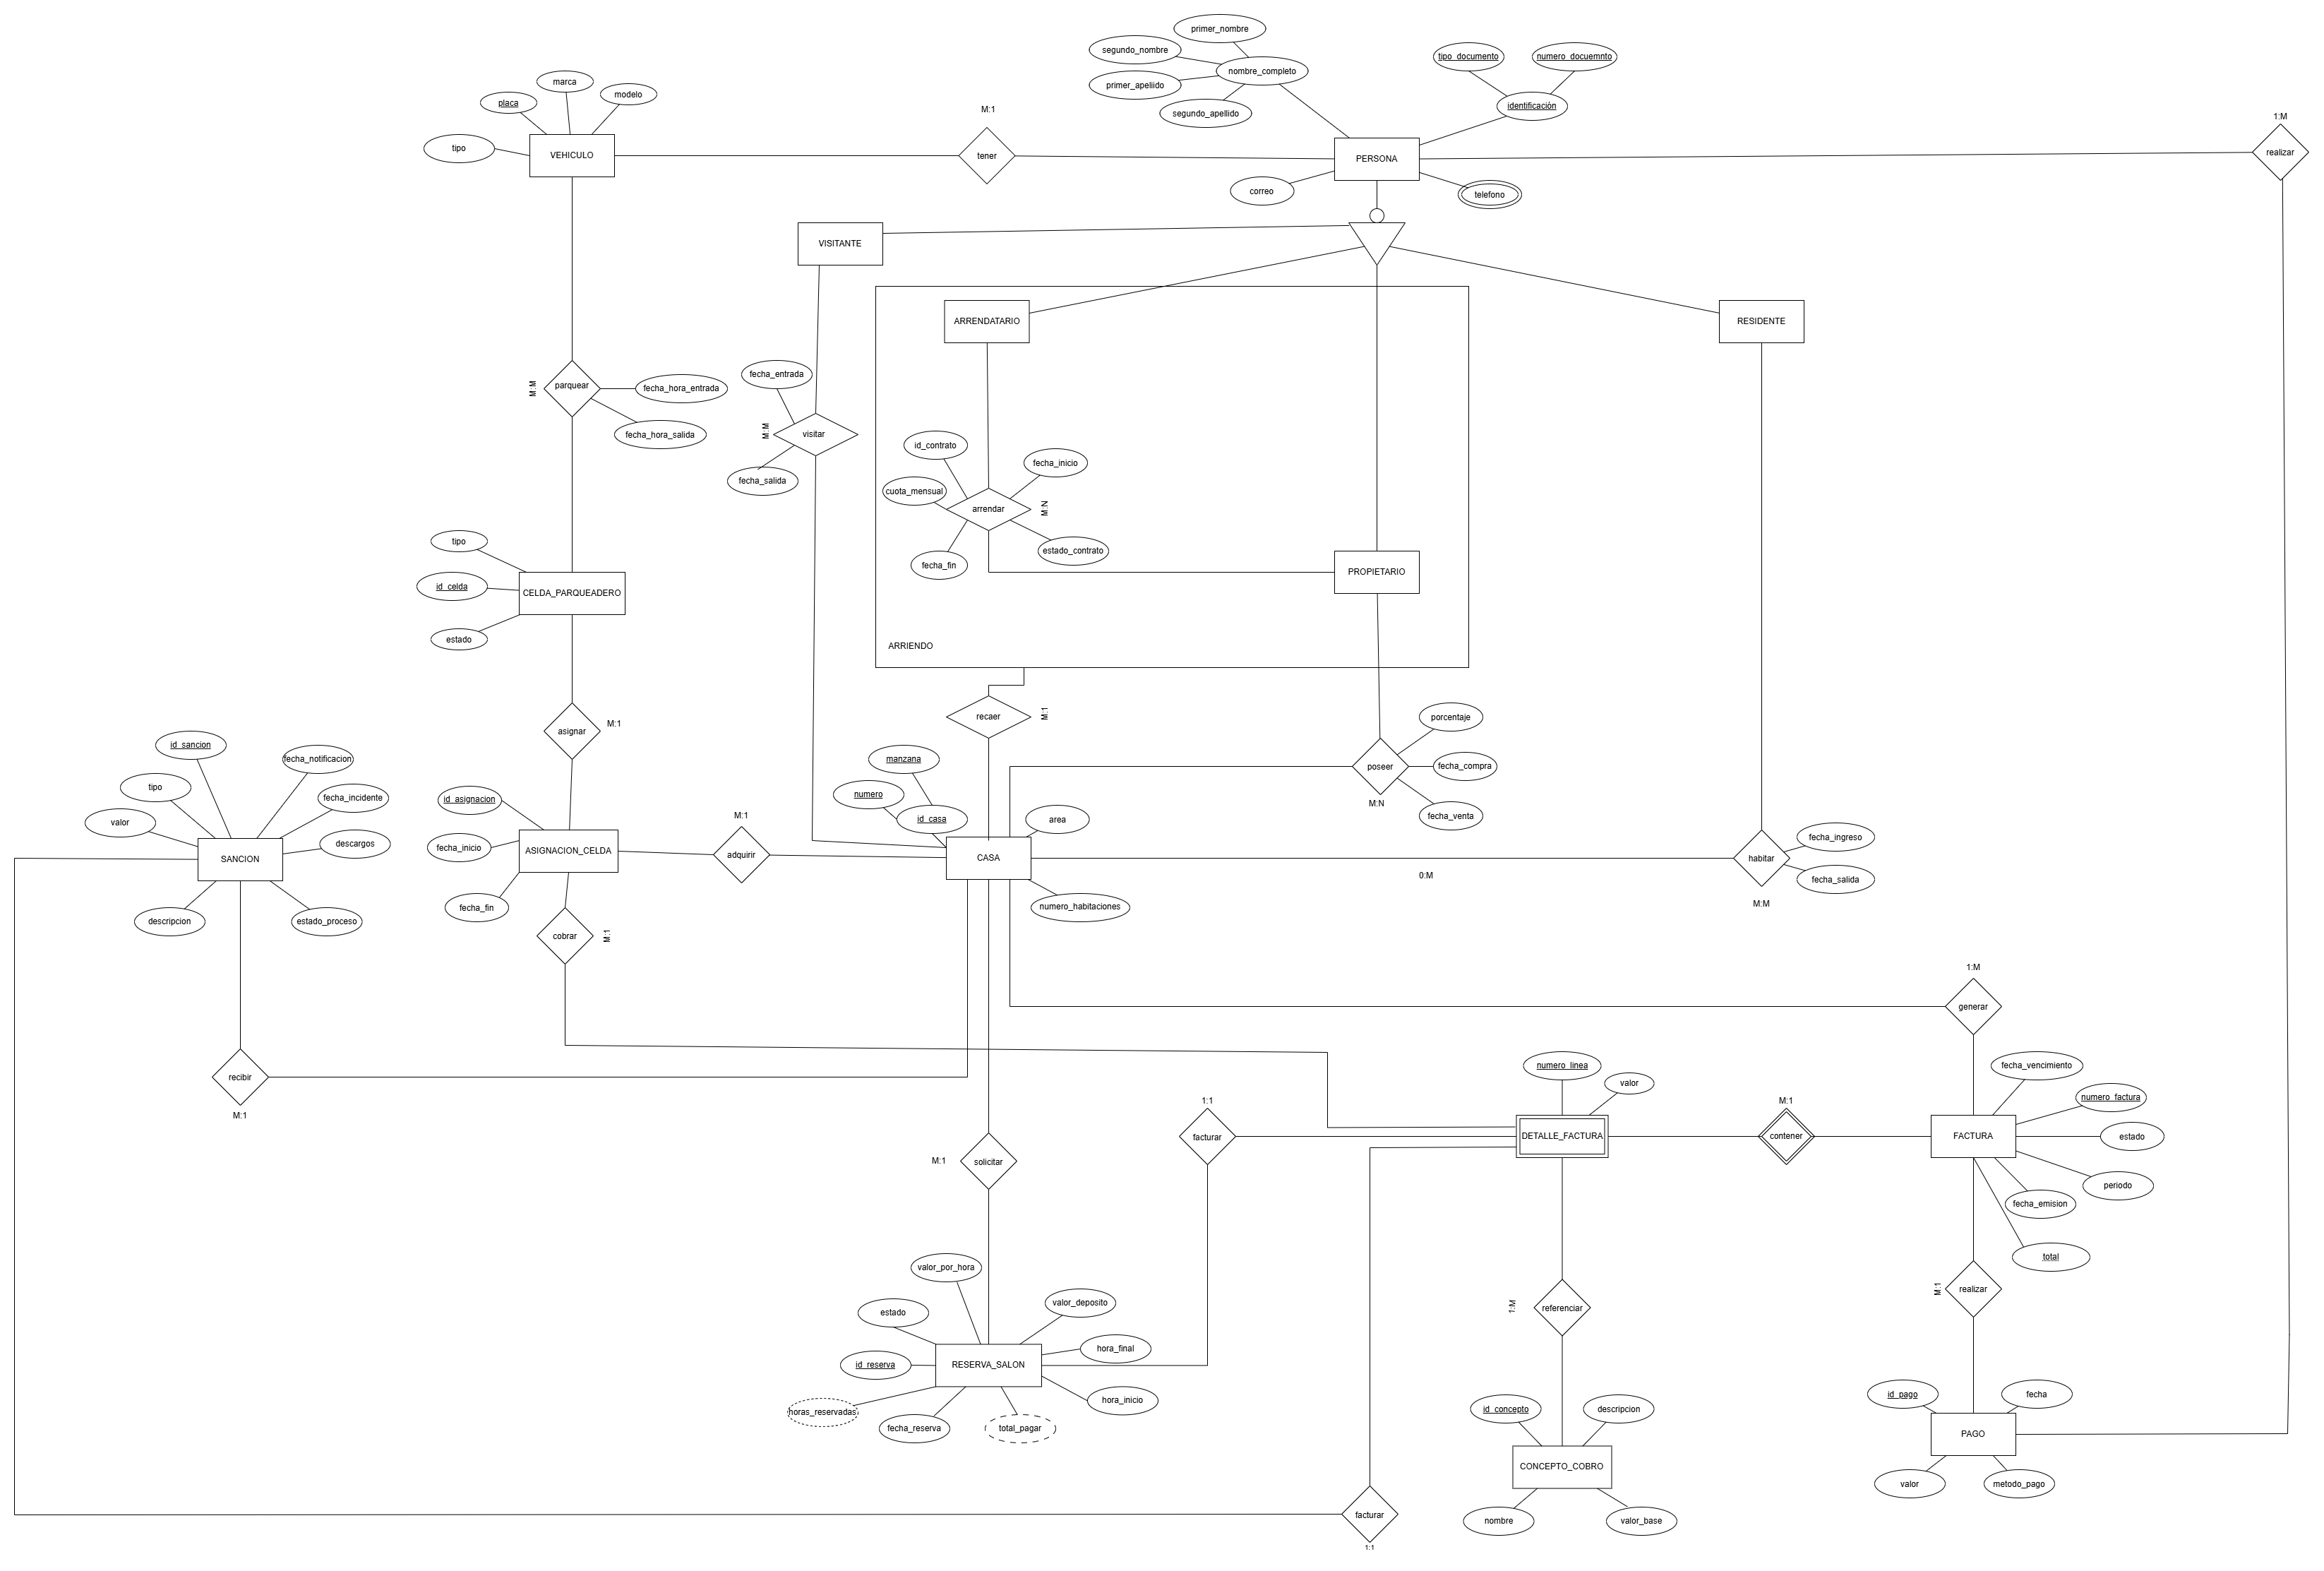 primer_nombre
segundo_nombre
nombre_completo
primer_apeliido
segundo_apellido
tipo_documento
numero_docuemnto
identificación
marca
placa
modelo
tipo
VEHICULO
M:1
tener
PERSONA
1:M
realizar
correo
telefono
VISITANTE
ARRENDATARIO
RESIDENTE
parquear
M:M
fecha_hora_entrada
fecha_hora_salida
fecha_entrada
M:M
visitar
fecha_salida
id_contrato
fecha_inicio
cuota_mensual
arrendar
M:N
fecha_fin
estado_contrato
PROPIETARIO
ARRIENDO
tipo
id_celda
CELDA_PARQUEADERO
estado
recaer
M:1
porcentaje
poseer
fecha_compra
M:N
fecha_venta
asignar
M:1
id_sancion
fecha_notificacion
tipo
fecha_incidente
valor
descargos
SANCION
descripcion
estado_proceso
id_asignacion
fecha_inicio
ASIGNACION_CELDA
fecha_fin
M:1
adquirir
manzana
numero
id_casa
area
CASA
numero_habitaciones
0:M
habitar
fecha_ingreso
fecha_salida
M:M
cobrar
M:1
1:M
generar
recibir
M:1
numero_linea
valor
1:1
facturar
DETALLE_FACTURA
M:1
contener
fecha_vencimiento
numero_factura
FACTURA
estado
periodo
fecha_emision
total
M:1
solicitar
valor_por_hora
estado
valor_deposito
hora_final
id_reserva
RESERVA_SALON
hora_inicio
horas_reservadas
fecha_reserva
total_pagar
1:M
referenciar
M:1
realizar
id_concepto
descripcion
CONCEPTO_COBRO
nombre
valor_base
id_pago
fecha
PAGO
valor
metodo_pago
facturar
1:1